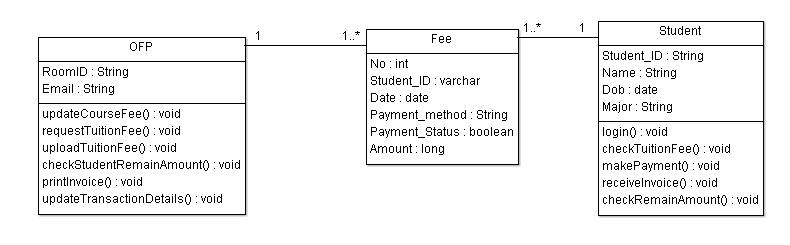 OFP
RoomID : String
Email : String
updateCourseFee() : void
requestTuitionFee() : void
uploadTuitionFee() : void
checkStudentRemainAmount() : void
printInvoice() : void
updateTransactionDetails() : void
1
1..*
Fee
No : int
Student_ID : varchar
Date : date
Payment_method : String
Payment_Status : boolean
Amount : long
1..*
1
Student
Student_ID : String
Name : String
Dob : date
Major : String
login() : void
checkTuitionFee() : void
makePayment() : void
receiveInvoice() : void
checkRemainAmount() : void